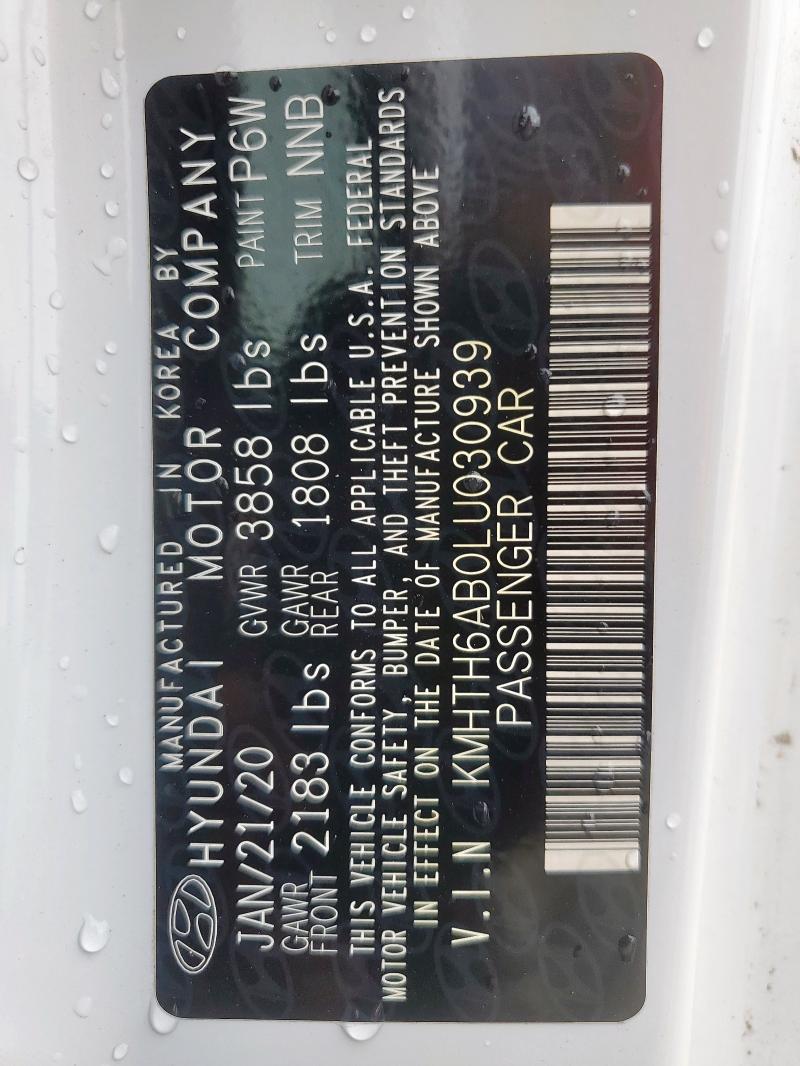 MANUFACTURED IN KOREA BY
HYUNDAI MOTOR COMPANY
JAN/21/20 GVWR 3858 lbs PAINT P6W
GAWR FRONT 2183 lbs GAWR REAR 1808 lbs TRIM NNB
THIS VEHICLE CONFORMS TO ALL APPLICABLE U.S.A. FEDERAL
MOTOR VEHICLE SAFETY, BUMPER, AND THEFT PREVENTION STANDARDS
IN EFFECT ON THE DATE OF MANUFACTURE SHOWN ABOVE
V.I.N KMHTH6AB0LU030939
PASSENGER CAR